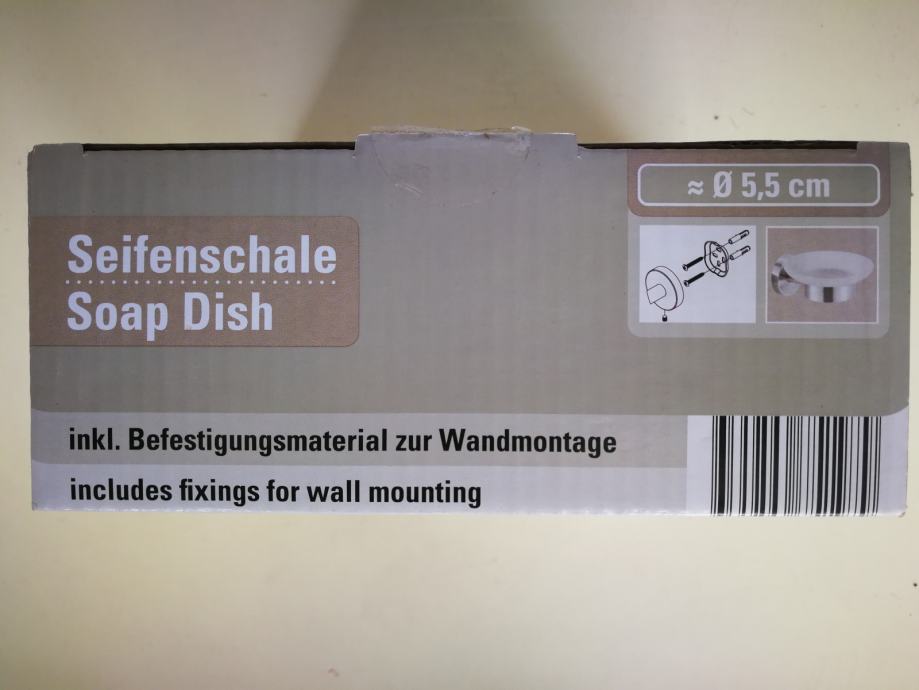 ≈ Ø 5,5 cm
Seifenschale
Soap Dish
inkl. Befestigungsmaterial zur Wandmontage
includes fixings for wall mounting